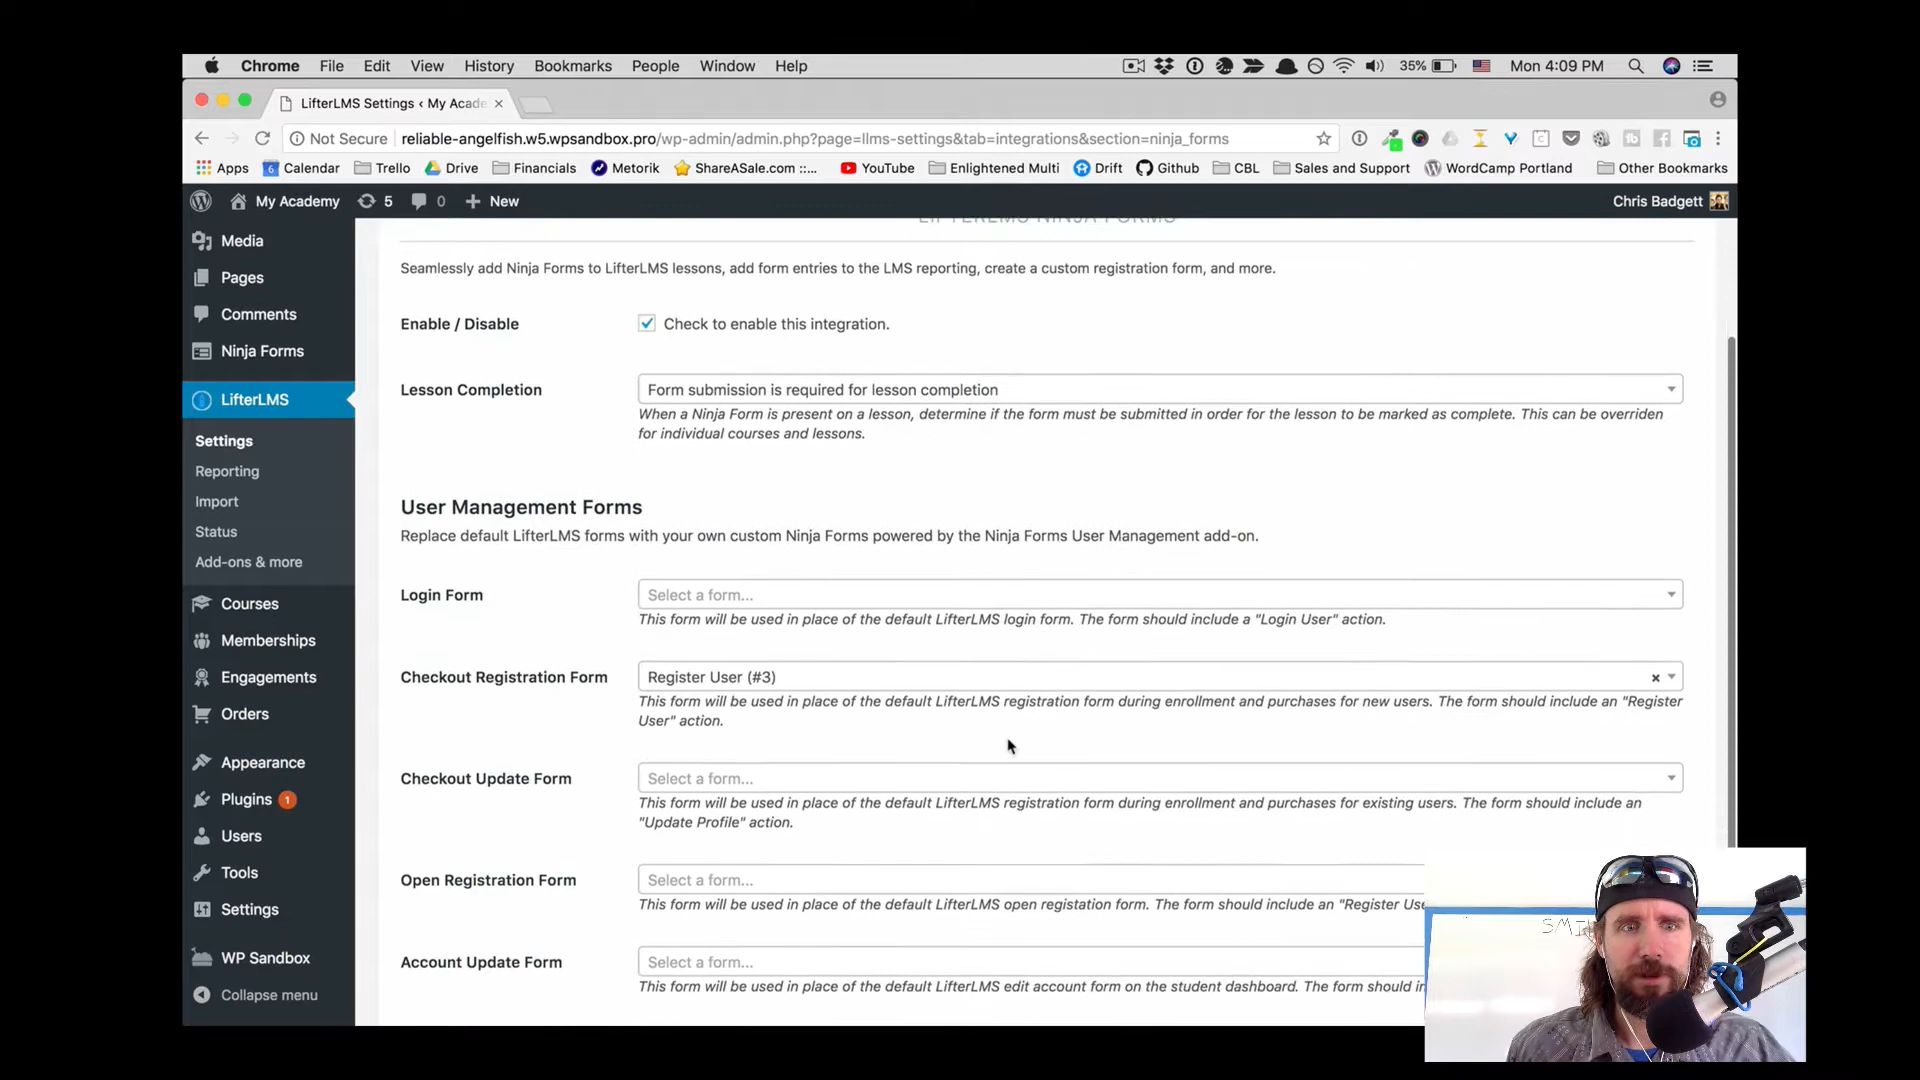 Chrome File Edit View History Bookmarks People Window Help 35% Mon 4:09 PM
LifterLMS Settings ‹ My Acade
Not Secure reliable-angelfish.w5.wpsandbox.pro/wp-admin/admin.php?page=llms-settings&tab=integrations&section=ninja_forms
Apps 6 Calendar Trello Drive Financials Metorik ShareASale.com ::... YouTube Enlightened Multi Drift Github CBL Sales and Support WordCamp Portland Other Bookmarks
My Academy 5 0 + New Chris Badgett
Media
Pages
Comments
Ninja Forms
LifterLMS
Settings
Reporting
Import
Status
Add-ons & more
Courses
Memberships
Engagements
Orders
Appearance
Plugins 1
Users
Tools
Settings
WP Sandbox
Collapse menu
LIFTERLMS NINJA FORMS
Seamlessly add Ninja Forms to LifterLMS lessons, add form entries to the LMS reporting, create a custom registration form, and more.
Enable / Disable Check to enable this integration.
Lesson Completion Form submission is required for lesson completion
When a Ninja Form is present on a lesson, determine if the form must be submitted in order for the lesson to be marked as complete. This can be overriden
for individual courses and lessons.
User Management Forms
Replace default LifterLMS forms with your own custom Ninja Forms powered by the Ninja Forms User Management add-on.
Login Form Select a form...
This form will be used in place of the default LifterLMS login form. The form should include a "Login User" action.
Checkout Registration Form Register User (#3) ×
This form will be used in place of the default LifterLMS registration form during enrollment and purchases for new users. The form should include an "Register
User" action.
Checkout Update Form Select a form...
This form will be used in place of the default LifterLMS registration form during enrollment and purchases for existing users. The form should include an
"Update Profile" action.
Open Registration Form Select a form...
This form will be used in place of the default LifterLMS open registation form. The form should include an "Register Use
Account Update Form Select a form...
This form will be used in place of the default LifterLMS edit account form on the student dashboard. The form should in
SMI